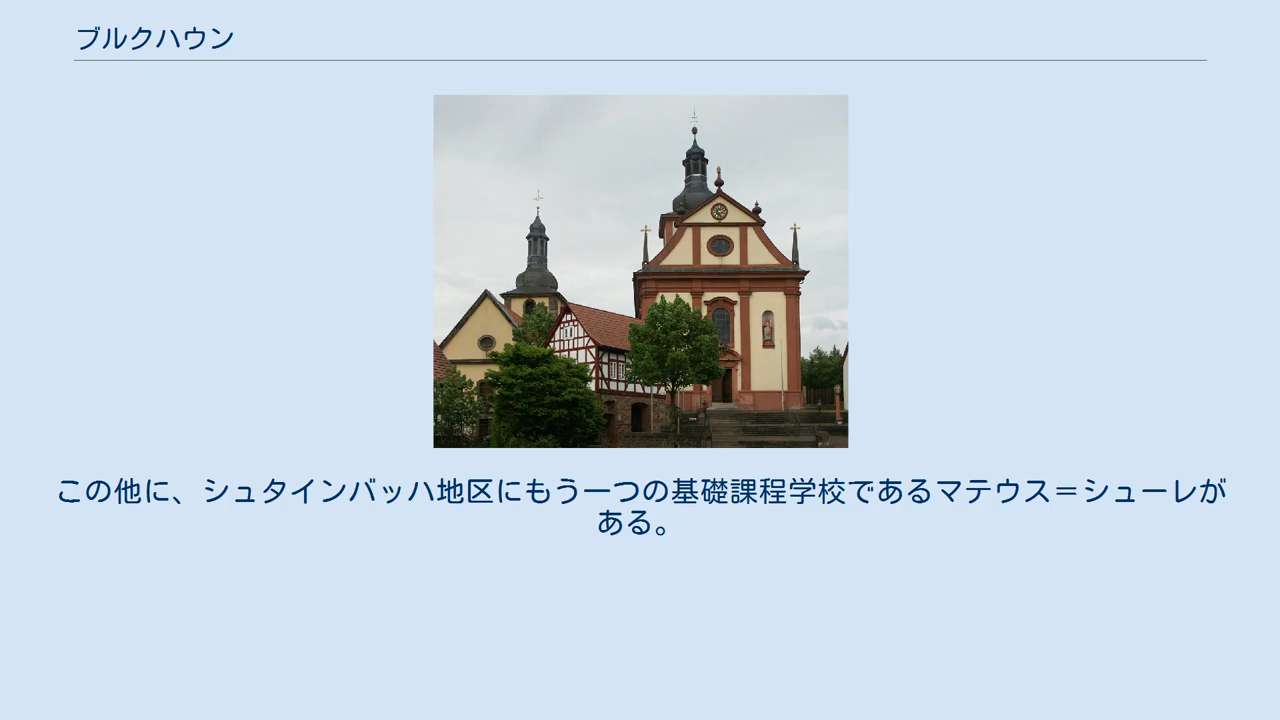 ブルクハウン
この他に、シュタインバッハ地区にもう一つの基礎課程学校であるマテウス＝シューレが
ある。